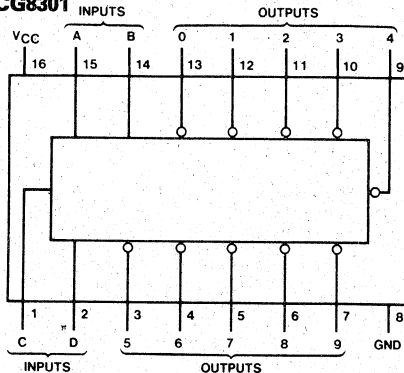 CG8301
INPUTS OUTPUTS
VCC A B 0 1 2 3 4
16 15 14 13 12 11 10 9
1 2 3 4 5 6 7 8
C D 5 6 7 8 9 GND
INPUTS OUTPUTS